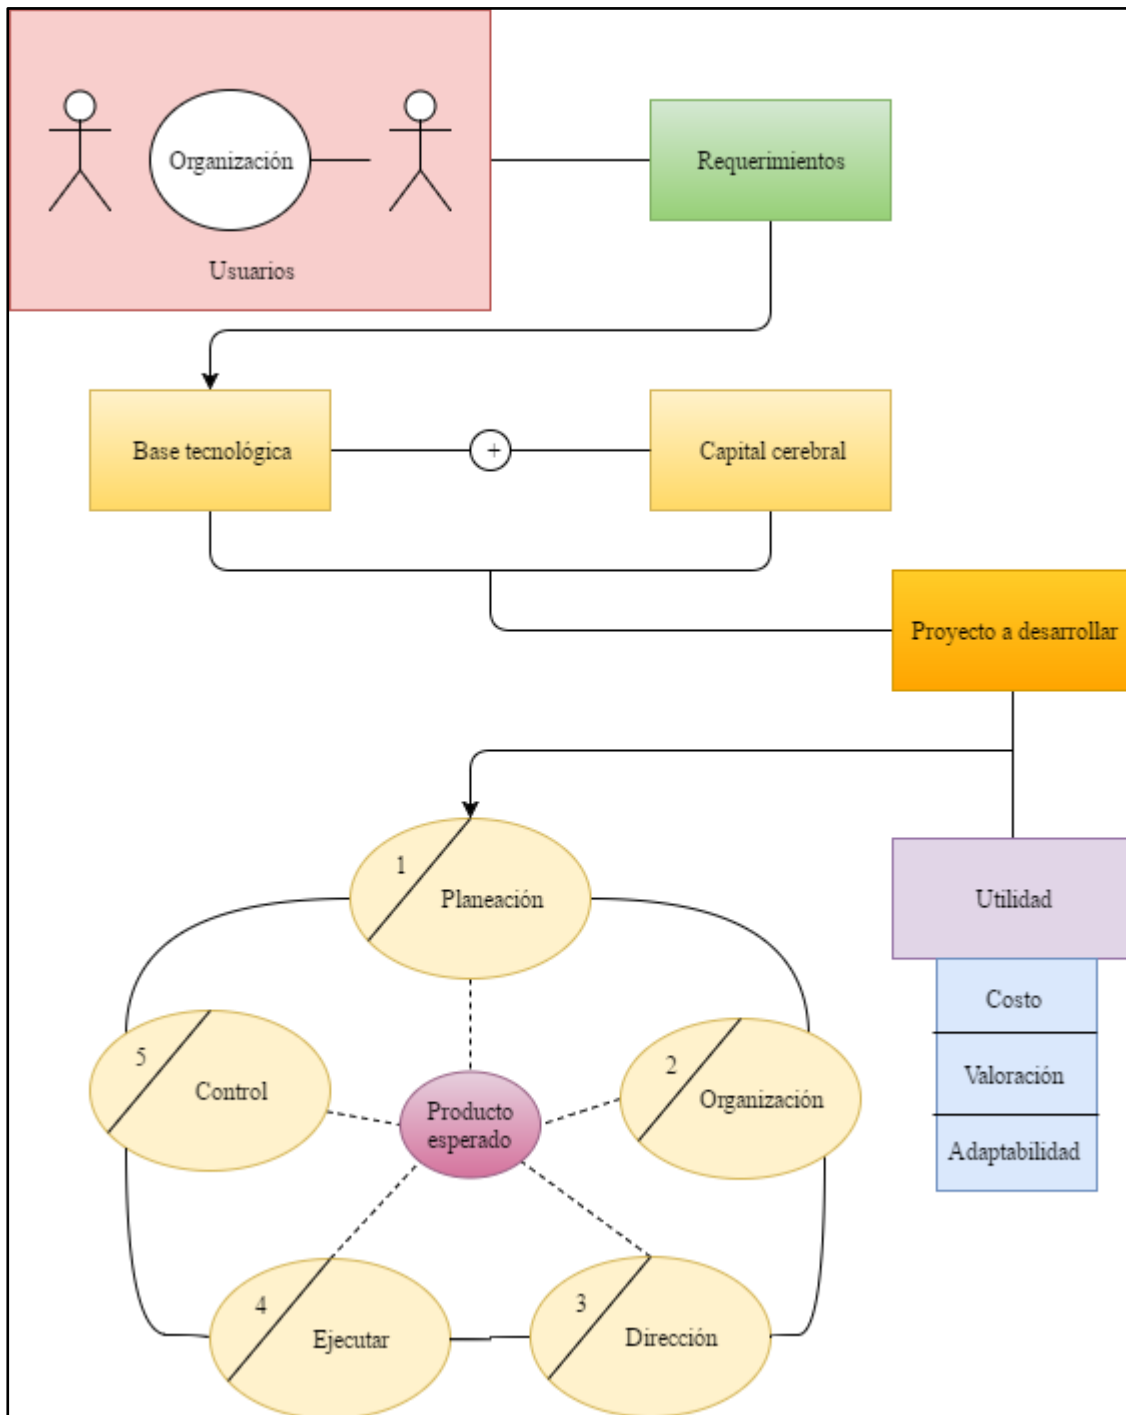 Organización
Usuarios
Requerimientos
Base tecnológica
+
Capital cerebral
Proyecto a desarrollar
1
Planeación
Utilidad
Costo
Valoración
Adaptabilidad
5
Control
Producto
esperado
2
Organización
4
Ejecutar
3
Dirección